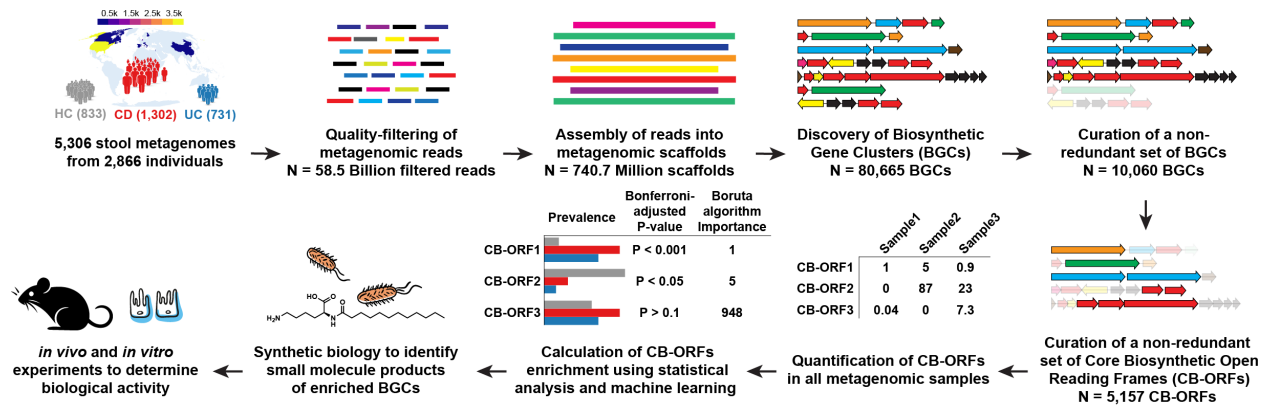 0.5k 1.5k 2.5k 3.5k
HC (833) CD (1,302) UC (731)
5,306 stool metagenomes
from 2,866 individuals
Quality-filtering of
metagenomic reads
N = 58.5 Billion filtered reads
Assembly of reads into
metagenomic scaffolds
N = 740.7 Million scaffolds
Discovery of Biosynthetic
Gene Clusters (BGCs)
N = 80,665 BGCs
Curation of a non-
redundant set of BGCs
N = 10,060 BGCs
Curation of a non-redundant
set of Core Biosynthetic Open
Reading Frames (CB-ORFs)
N = 5,157 CB-ORFs
Sample1 Sample2 Sample3
CB-ORF1 1 5 0.9
CB-ORF2 0 87 23
CB-ORF3 0.04 0 7.3
Quantification of CB-ORFs
in all metagenomic samples
Prevalence
Bonferroni-
adjusted
P-value
Boruta
algorithm
Importance
CB-ORF1 P < 0.001 1
CB-ORF2 P < 0.05 5
CB-ORF3 P > 0.1 948
Calculation of CB-ORFs
enrichment using statistical
analysis and machine learning
HO O O
H₂N N
H
Synthetic biology to identify
small molecule products
of enriched BGCs
in vivo and in vitro
experiments to determine
biological activity